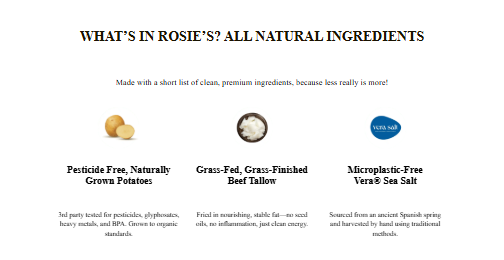 WHAT'S IN ROSIE'S? ALL NATURAL INGREDIENTS
Made with a short list of clean, premium ingredients, because less really is more!
vera salt
Pesticide Free, Naturally
Grown Potatoes
Grass-Fed, Grass-Finished
Beef Tallow
Microplastic-Free
Vera® Sea Salt
3rd party tested for pesticides, glyphosates,
heavy metals, and BPA. Grown to organic
standards.
Fried in nourishing, stable fat—no seed
oils, no inflammation, just clean energy.
Sourced from an ancient Spanish spring
and harvested by hand using traditional
methods.